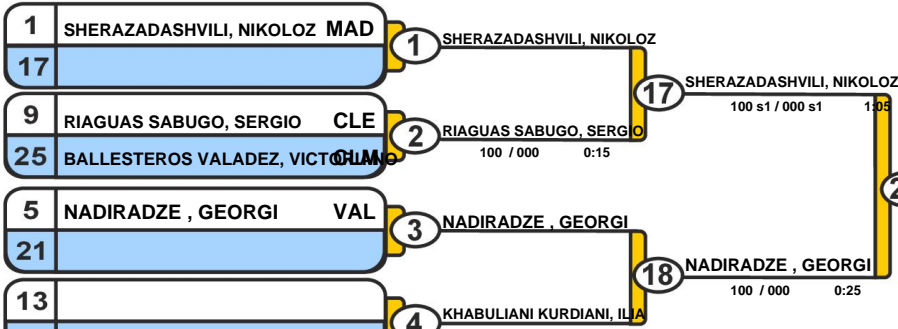 1 SHERAZADASHVILI, NIKOLOZ MAD
17
1 SHERAZADASHVILI, NIKOLOZ
9 RIAGUAS SABUGO, SERGIO CLE
25 BALLESTEROS VALADEZ, VICTORIANO CLM
2 RIAGUAS SABUGO, SERGIO
100 / 000 0:15
17 SHERAZADASHVILI, NIKOLOZ
100 s1 / 000 s1 1:05
5 NADIRADZE , GEORGI VAL
21
3 NADIRADZE , GEORGI
13
4 KHABULIANI KURDIANI, ILIA
18 NADIRADZE , GEORGI
100 / 000 0:25